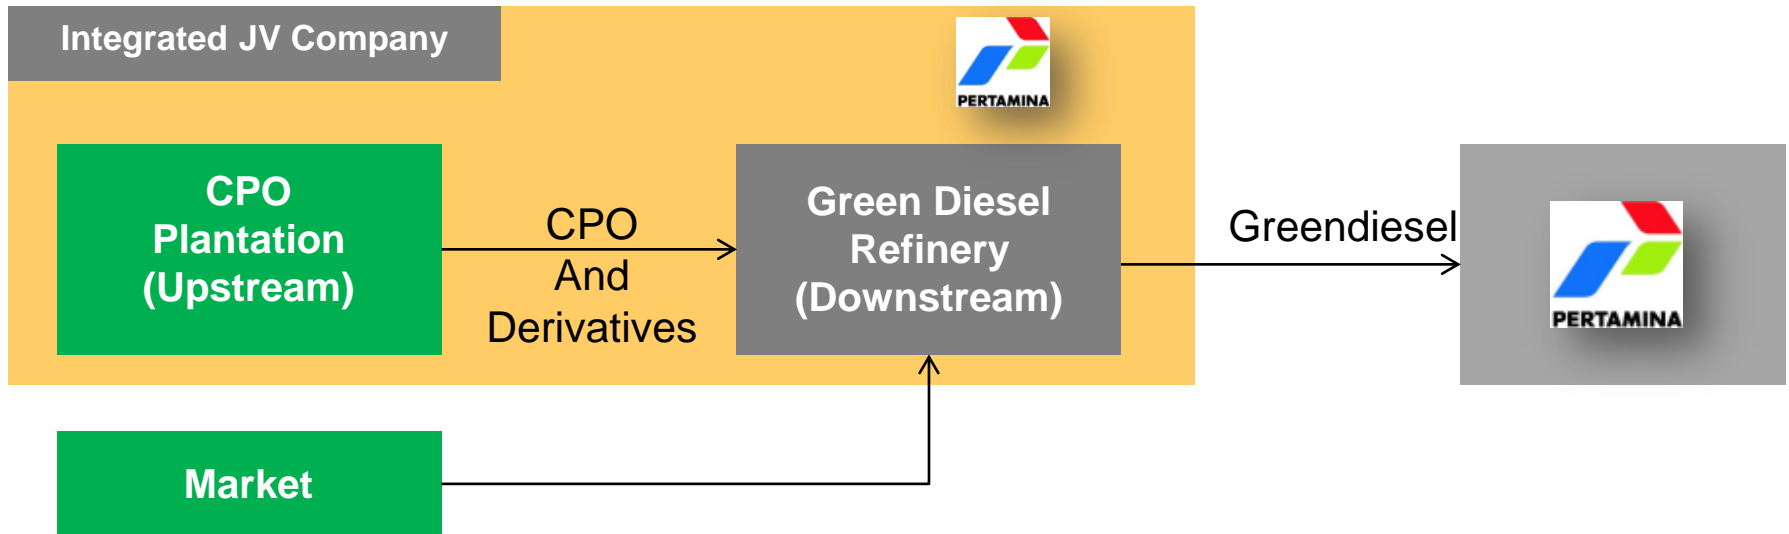 Integrated JV Company
PERTAMINA
CPO
Plantation
(Upstream)
CPO
And
Derivatives
Green Diesel
Refinery
(Downstream)
Greendiesel
PERTAMINA
Market